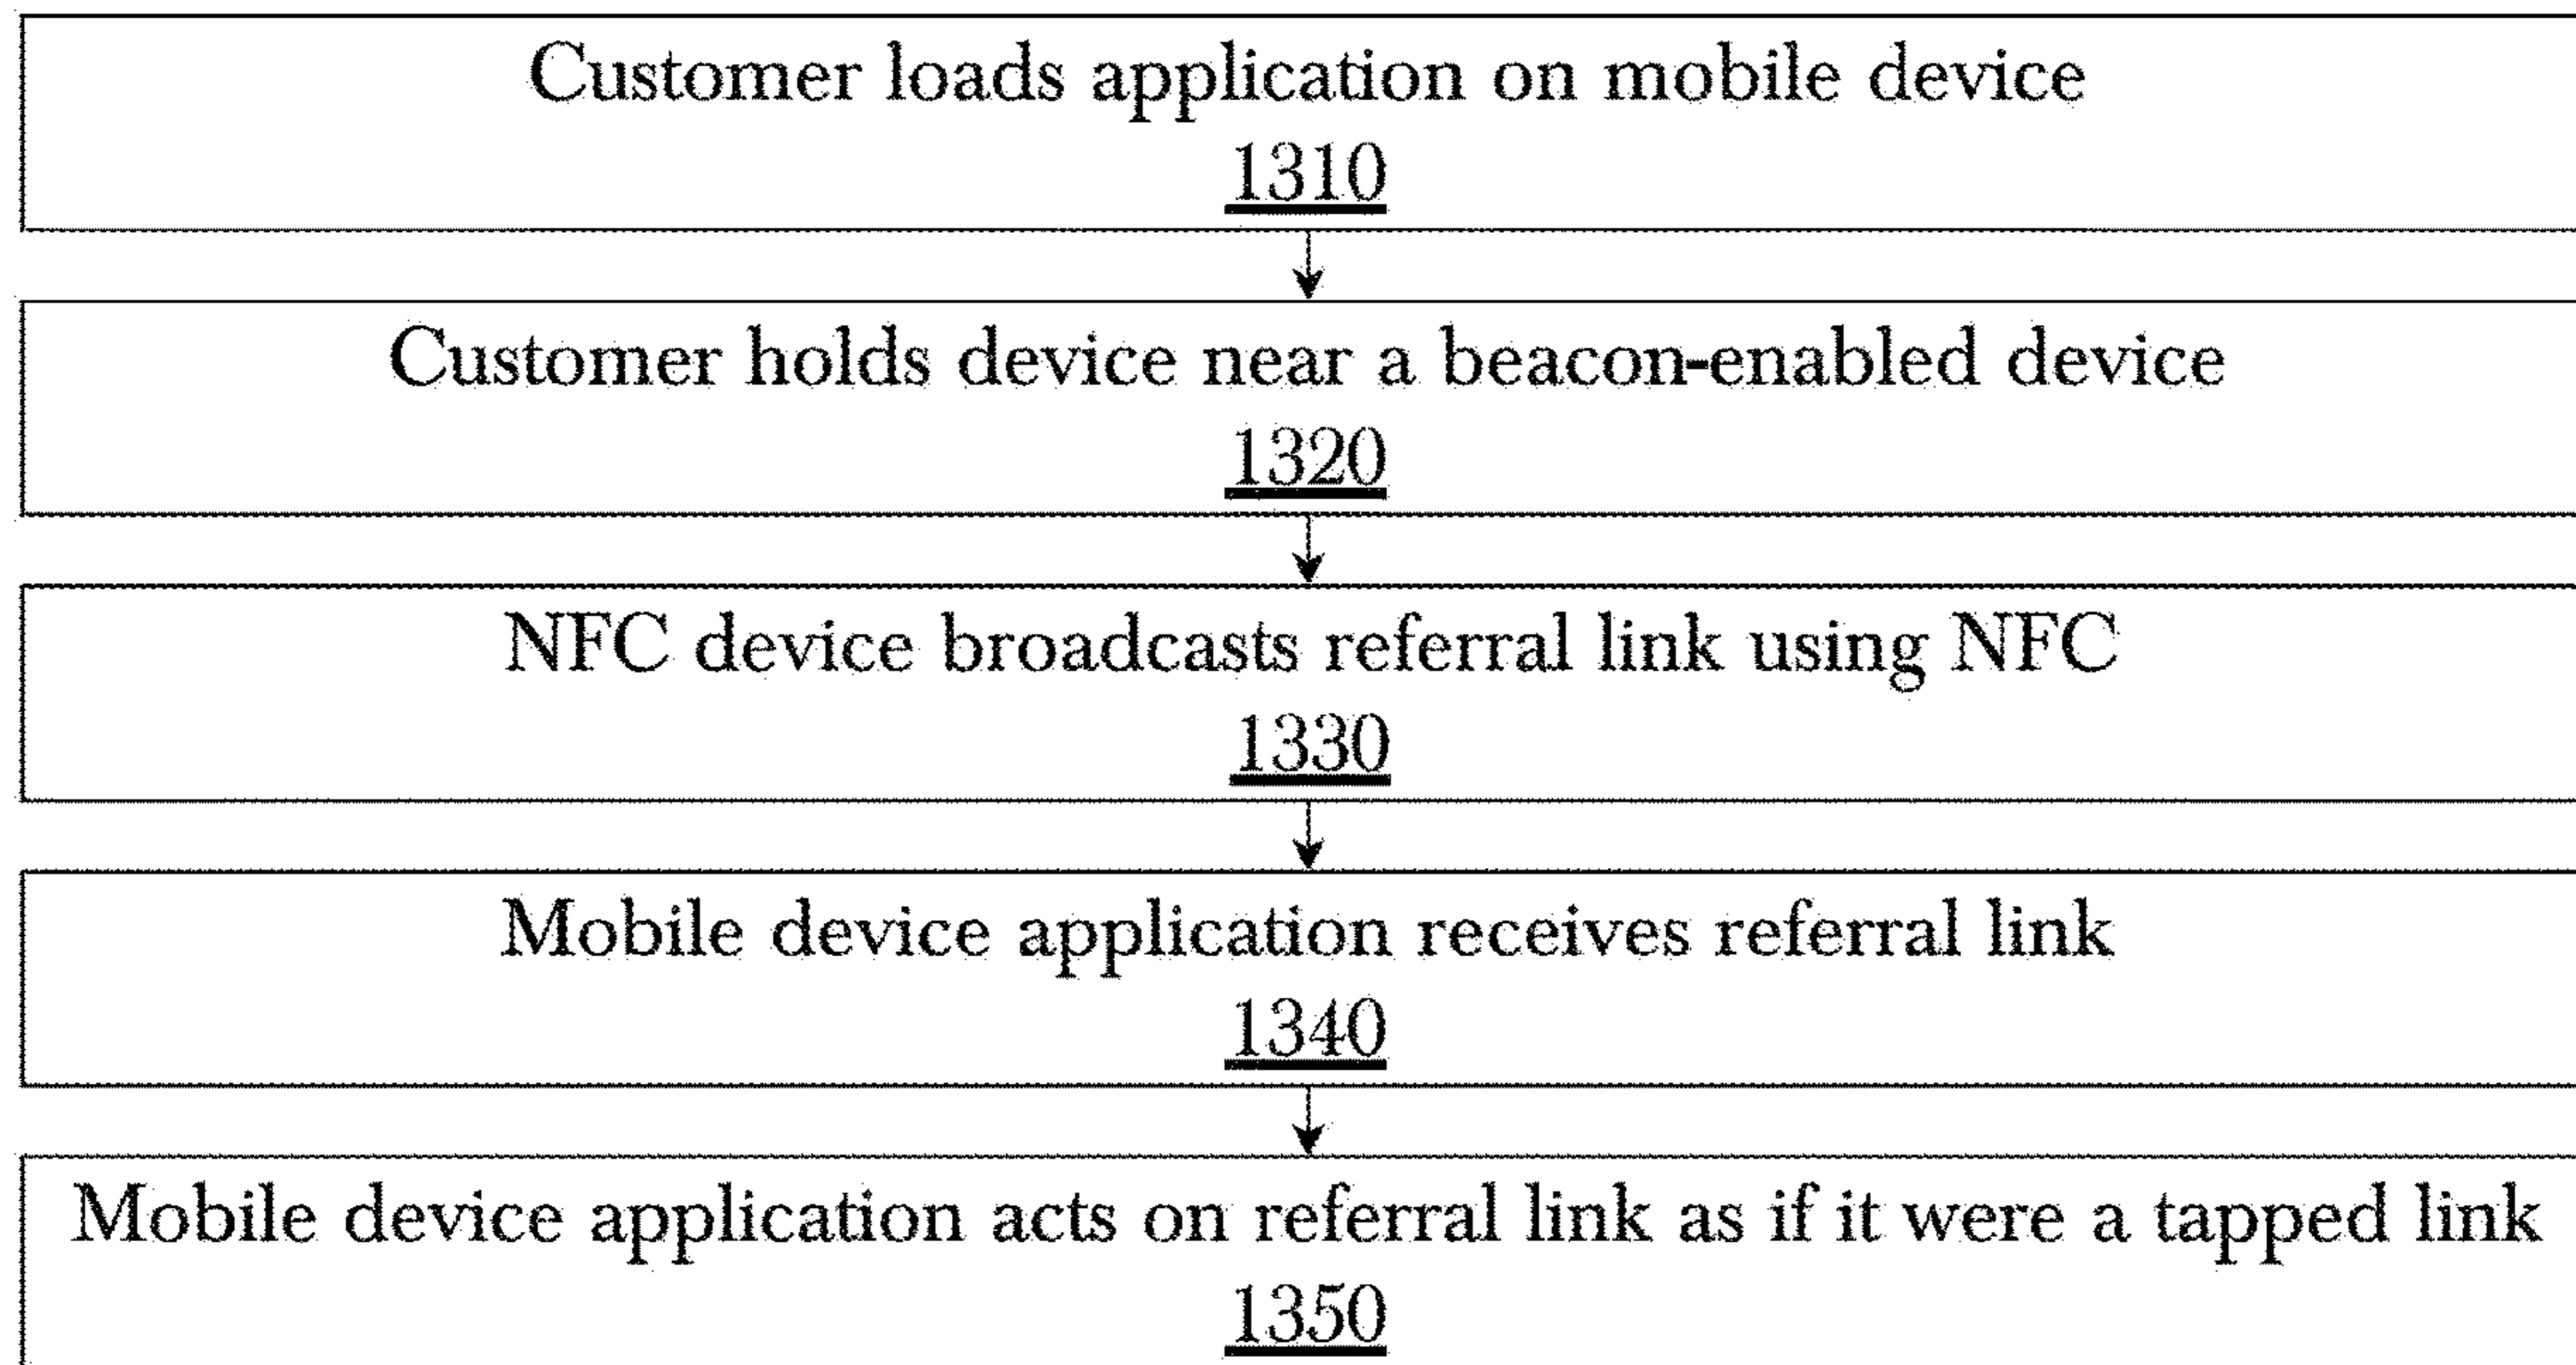 Customer loads application on mobile device
1310
Customer holds device near a beacon-enabled device
1320
NFC device broadcasts referral link using NFC
1330
Mobile device application receives referral link
1340
Mobile device application acts on referral link as if it were a tapped link
1350